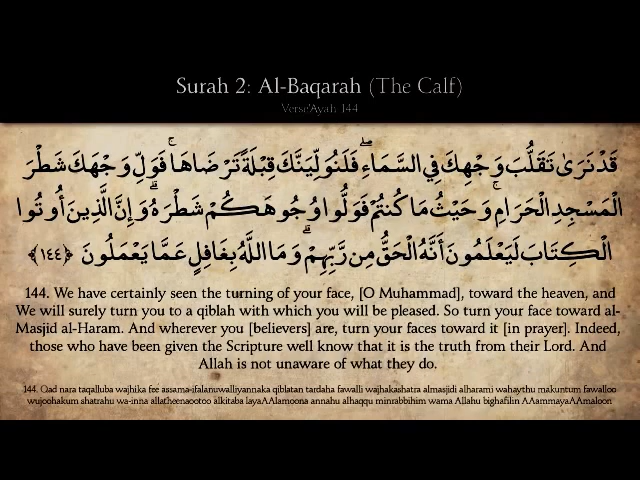 Surah 2: Al-Baqarah (The Calf)
Verse'Ayah 144
قَدْ نَرَىٰ تَقَلُّبَ وَجْهِكَ فِي السَّمَاءِ ۖ فَلَنُوَلِّيَنَّكَ قِبْلَةً تَرْضَاهَا ۚ فَوَلِّ وَجْهَكَ شَطْرَ
الْمَسْجِدِ الْحَرَامِ ۚ وَحَيْثُ مَا كُنتُمْ فَوَلُّوا وُجُوهَكُمْ شَطْرَهُ ۗ وَإِنَّ الَّذِينَ أُوتُوا
الْكِتَابَ لَيَعْلَمُونَ أَنَّهُ الْحَقُّ مِن رَّبِّهِمْ ۗ وَمَا اللَّهُ بِغَافِلٍ عَمَّا يَعْمَلُونَ ﴿١٤٤﴾
144. We have certainly seen the turning of your face, [O Muhammad], toward the heaven, and
We will surely turn you to a qiblah with which you will be pleased. So turn your face toward al-
Masjid al-Haram. And wherever you [believers] are, turn your faces toward it [in prayer]. Indeed,
those who have been given the Scripture well know that it is the truth from their Lord. And
Allah is not unaware of what they do.
144. Qad nara taqalluba wajhika fee assama-ifalanuwalliyannaka qiblatan tardaha fawalli wajhakashatra almasjidi alharami wahaythu makuntum fawalloo
wujoohakum shatrahu wa-inna allatheenaootoo alkitaba layaAAlamoona annahu alhaqqu minrabbihim wama Allahu bighafilin AAammayaAAmaloon